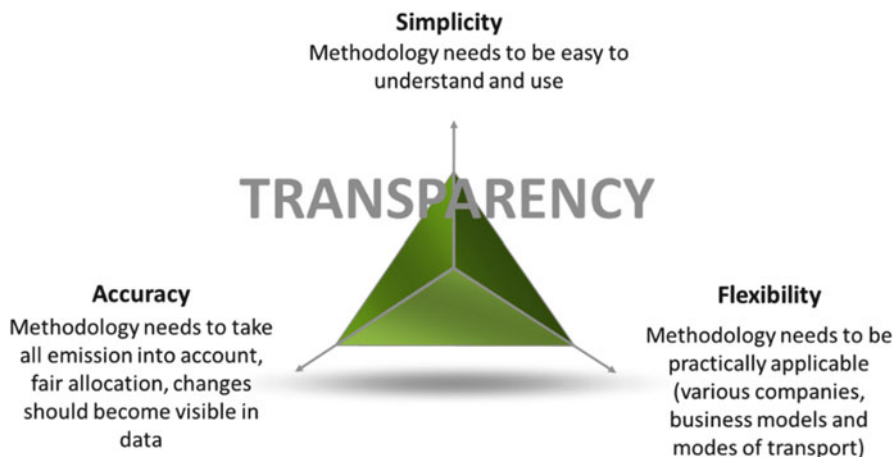 Simplicity
Methodology needs to be easy to
understand and use
TRANSPARENCY
Accuracy
Methodology needs to take
all emission into account,
fair allocation, changes
should become visible in
data
Flexibility
Methodology needs to be
practically applicable
(various companies,
business models and
modes of transport)